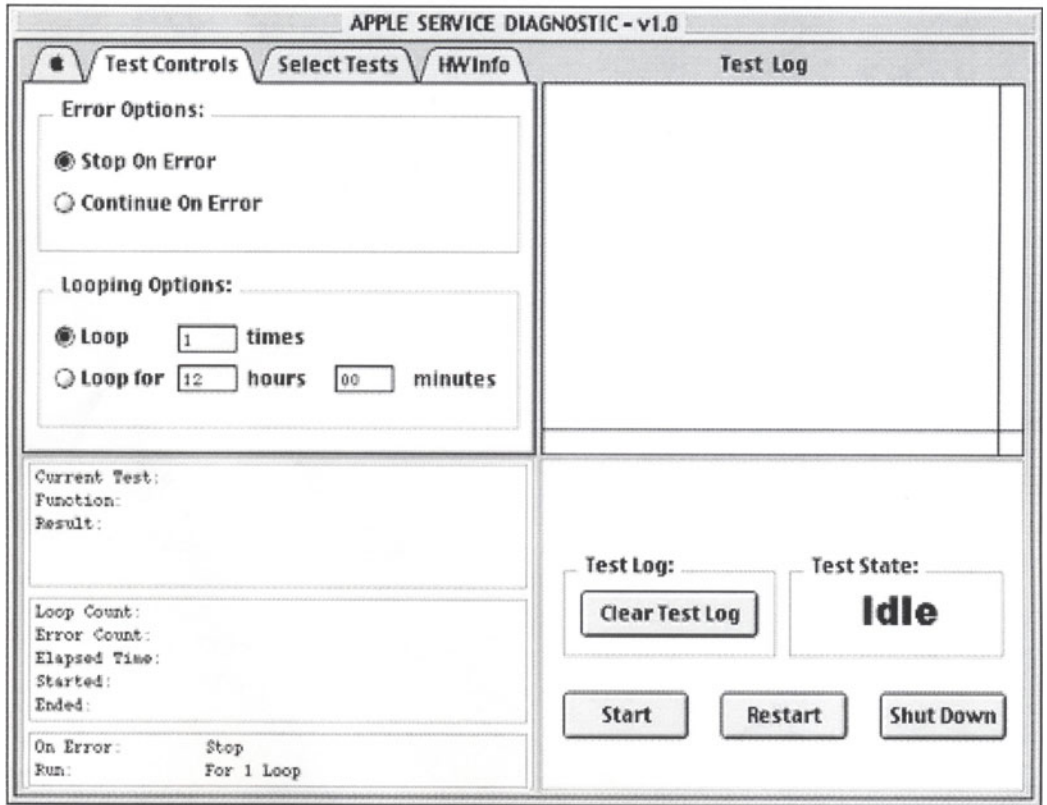 APPLE SERVICE DIAGNOSTIC - v1.0
Test Controls
Select Tests
HW Info
Test Log
Error Options:
Stop On Error
Continue On Error
Looping Options:
Loop 1 times
Loop for 12 hours 00 minutes
Current Test:
Function:
Result:
Loop Count:
Error Count:
Elapsed Time:
Started:
Ended:
On Error: Stop
Run: For 1 Loop
Test Log:
Clear Test Log
Test State:
Idle
Start
Restart
Shut Down